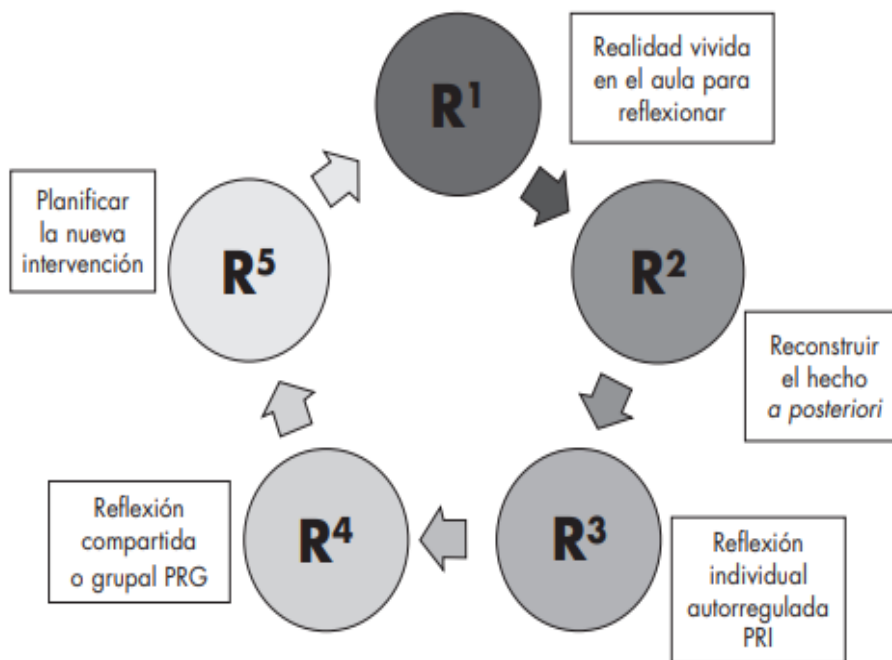 R¹
Realidad vivida
en el aula para
reflexionar
R²
Reconstruir
el hecho
a posteriori
R³
Reflexión
individual
autorregulada
PRI
R⁴
Reflexión
compartida
o grupal PRG
R⁵
Planificar
la nueva
intervención